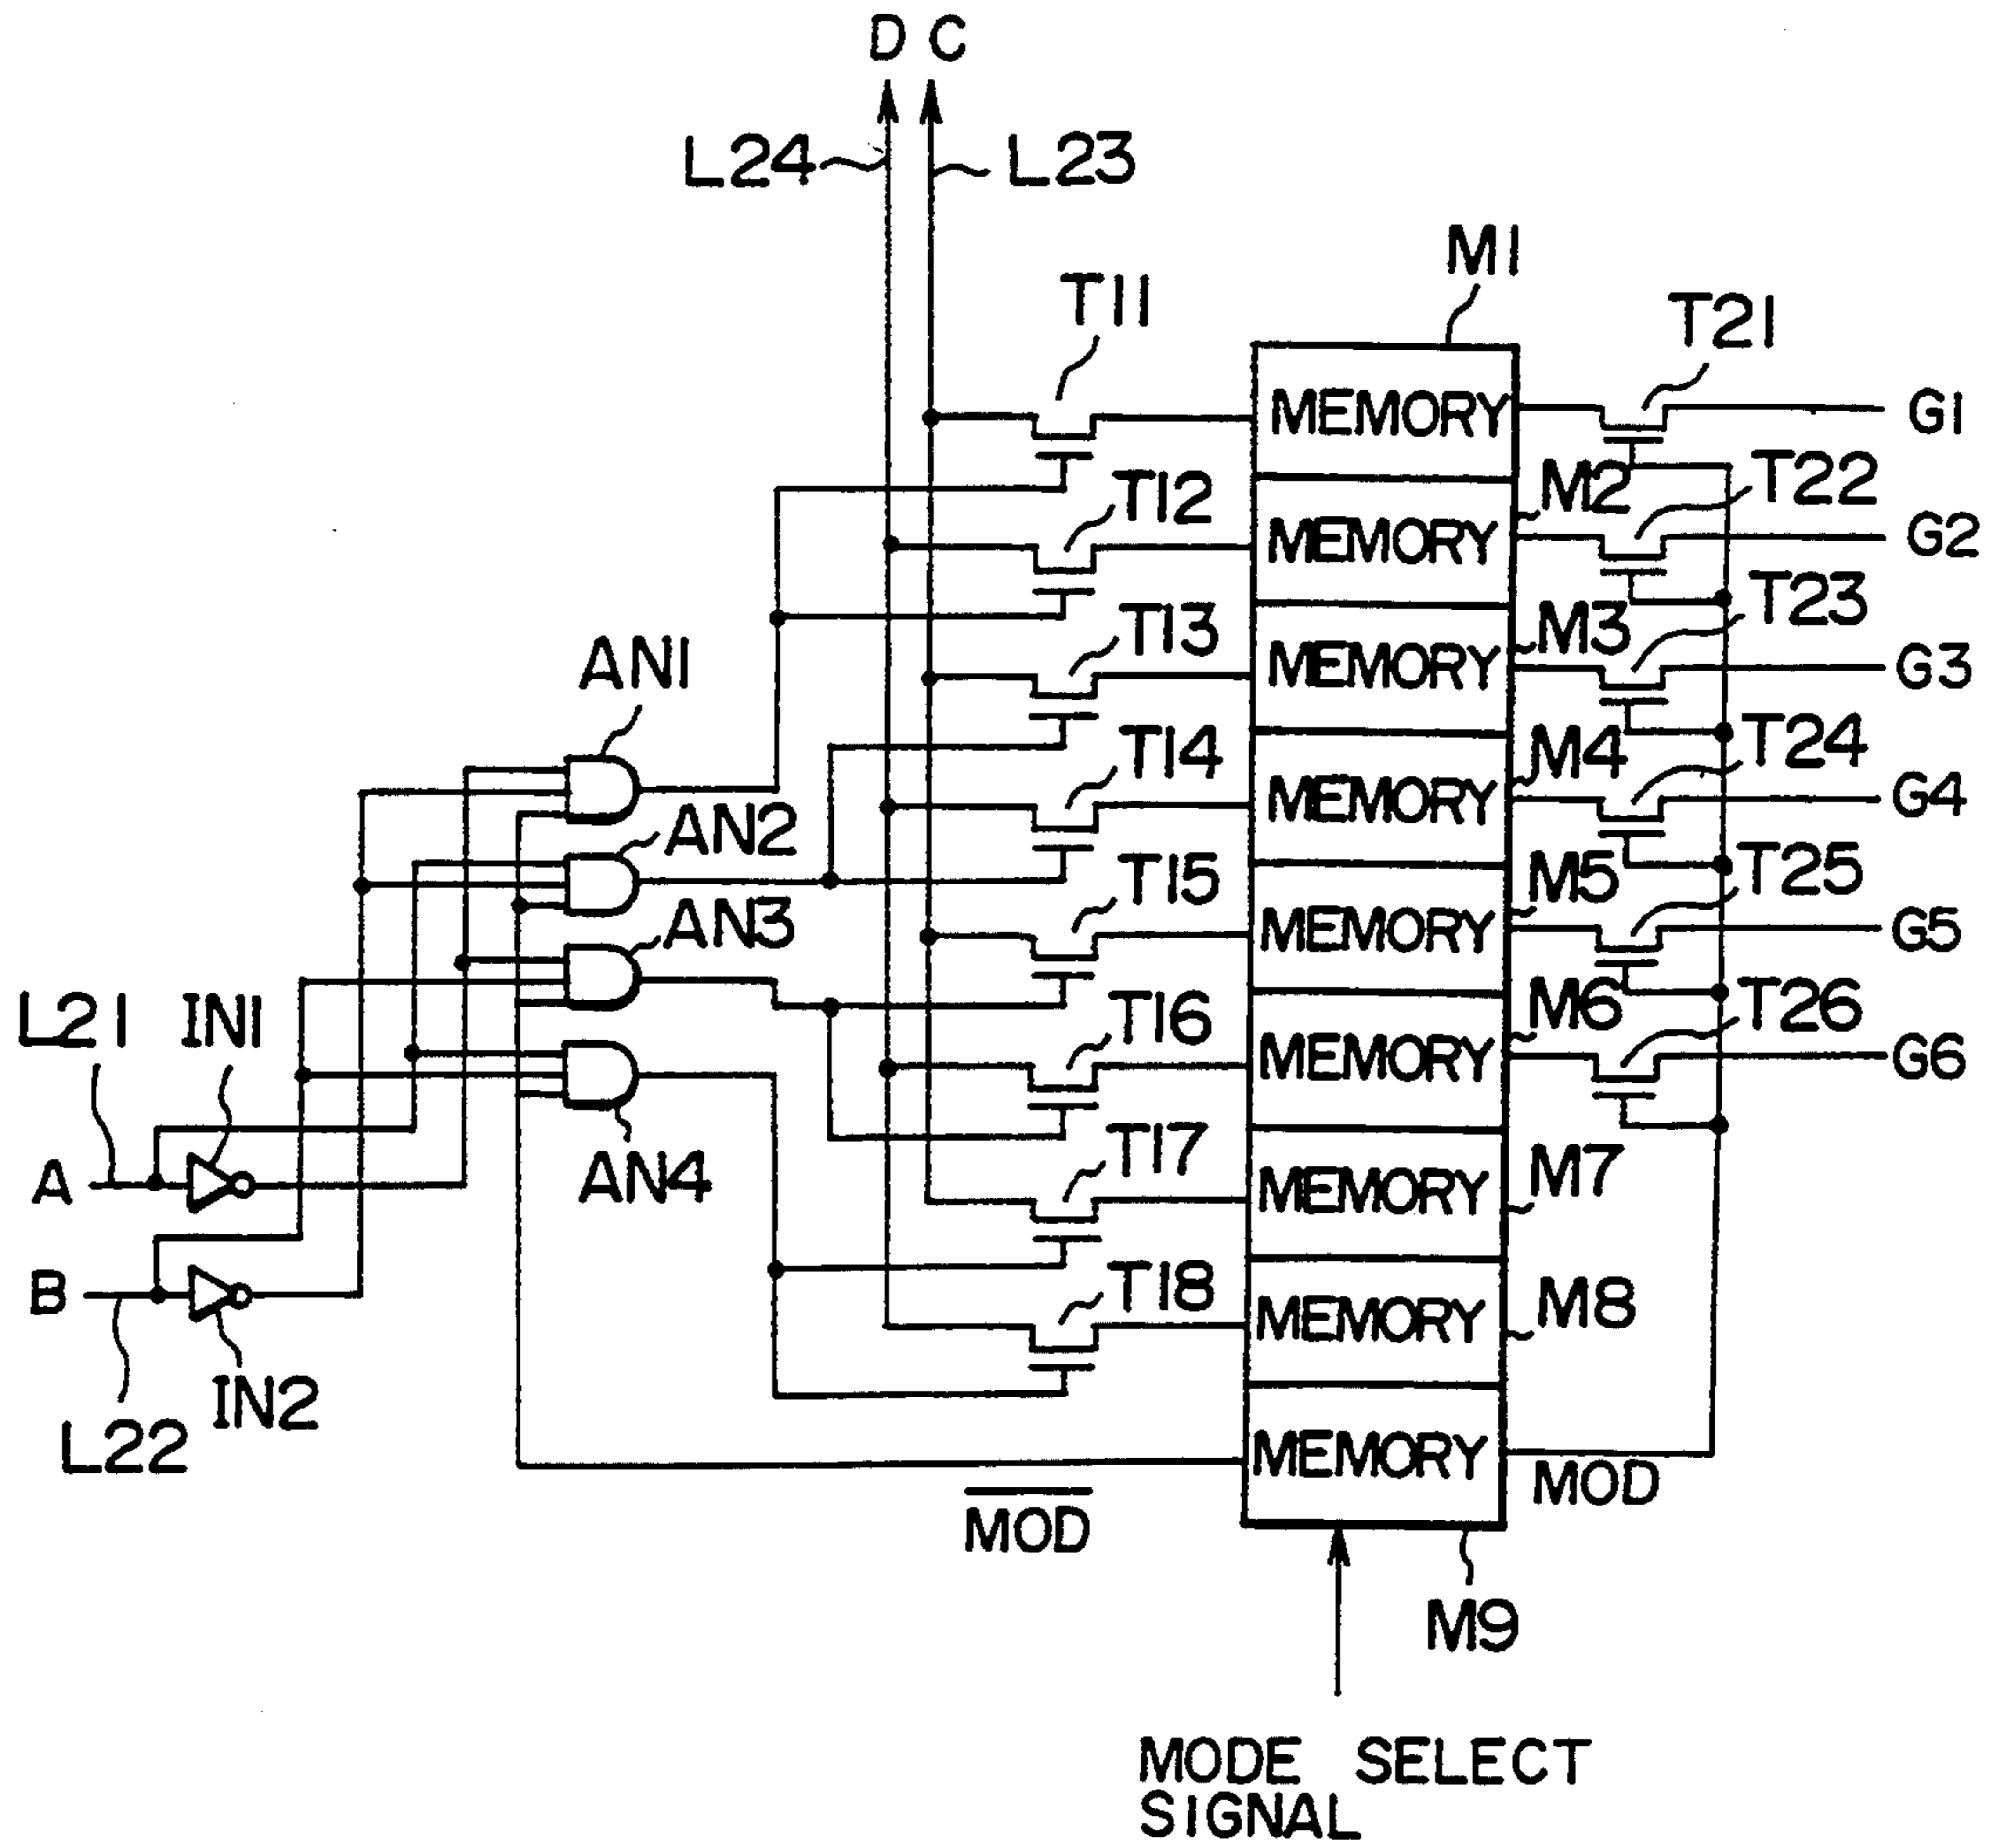 D C
L24
L23
M1
T11
T21
MEMORY
G1
T12
M2
T22
MEMORY
G2
T13
M3
T23
MEMORY
G3
AN1
T14
M4
T24
MEMORY
G4
AN2
T15
M5
T25
MEMORY
G5
AN3
L21
IN1
T16
M6
T26
MEMORY
G6
A
AN4
T17
M7
MEMORY
B
IN2
L22
T18
M8
MEMORY
MEMORY
MOD
MOD
M9
MODE SELECT
SIGNAL